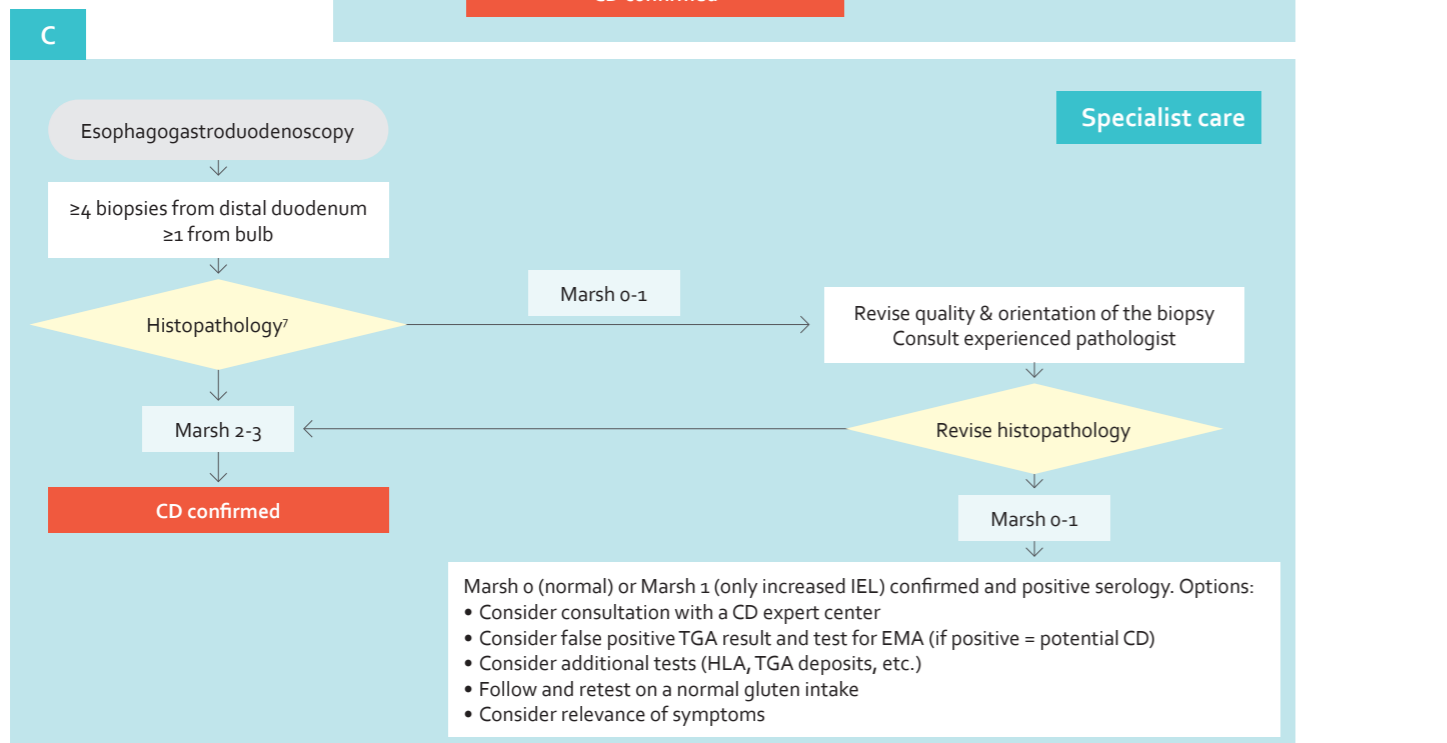 CD confirmed
C
Specialist care
Esophagogastroduodenoscopy
≥4 biopsies from distal duodenum
≥1 from bulb
Histopathology⁷
Marsh 0-1
Revise quality & orientation of the biopsy
Consult experienced pathologist
Marsh 2-3
Revise histopathology
CD confirmed
Marsh 0-1
Marsh 0 (normal) or Marsh 1 (only increased IEL) confirmed and positive serology. Options:
• Consider consultation with a CD expert center
• Consider false positive TGA result and test for EMA (if positive = potential CD)
• Consider additional tests (HLA, TGA deposits, etc.)
• Follow and retest on a normal gluten intake
• Consider relevance of symptoms